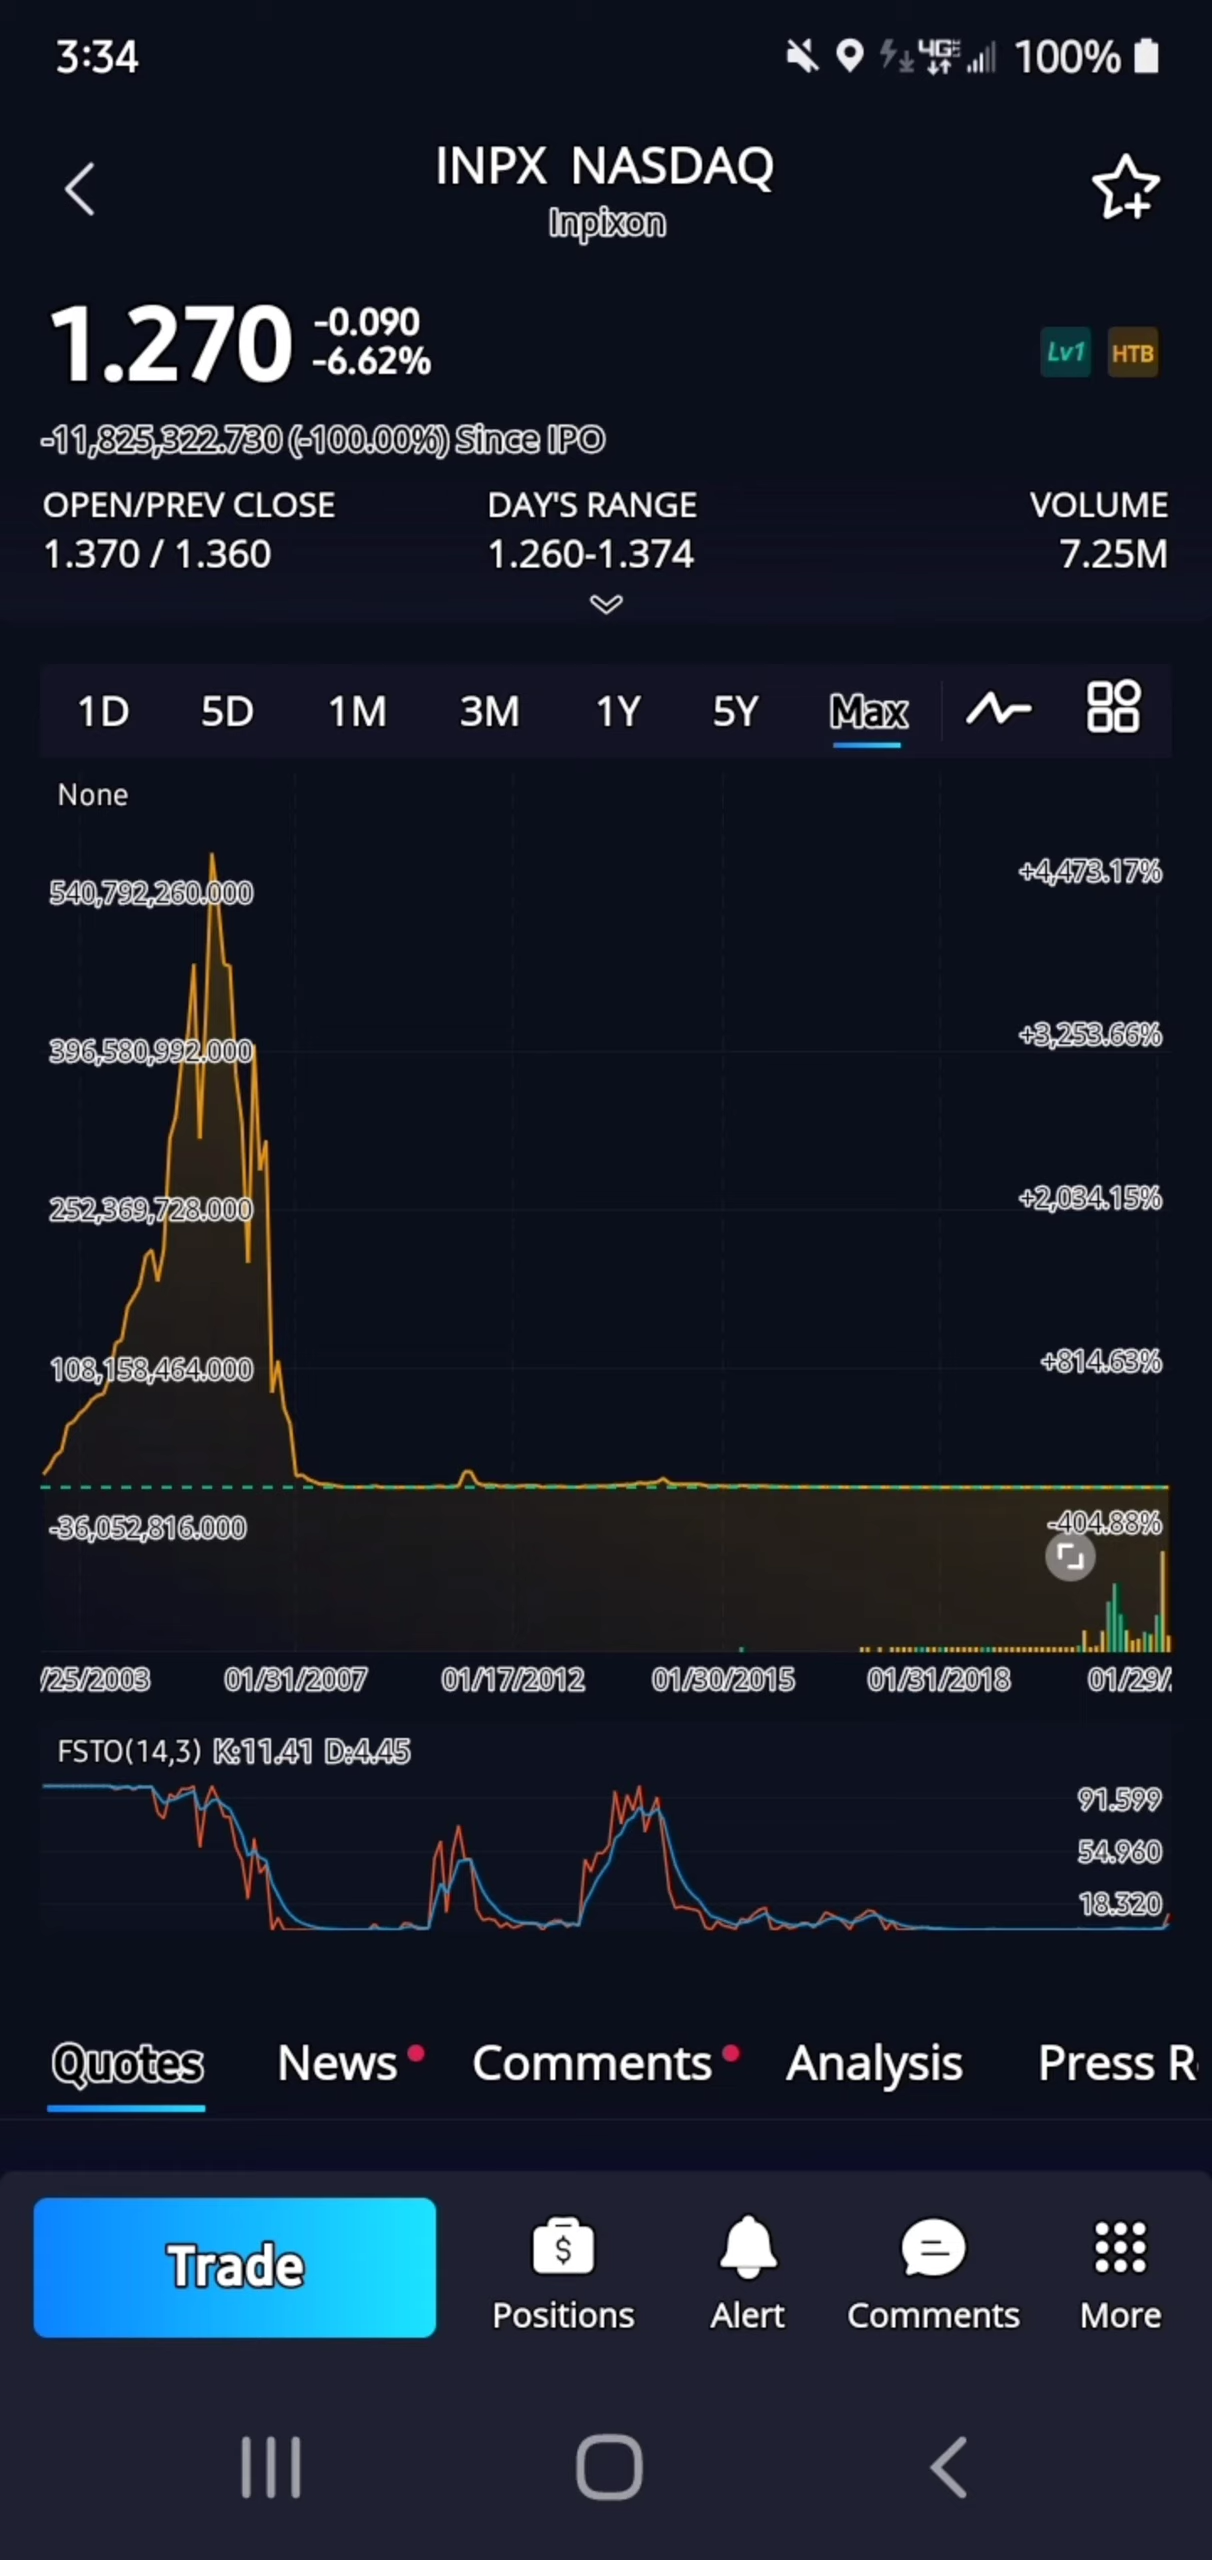 3:34 4GE 100%
INPX NASDAQ
Inpixon
1.270 -0.090
-6.62%
Lv1 HTB
-11,825,322.730 (-100.00%) Since IPO
OPEN/PREV CLOSE DAY'S RANGE VOLUME
1.370 / 1.360 1.260-1.374 7.25M
1D 5D 1M 3M 1Y 5Y Max
None
540,792,260.000 +4,473.17%
396,580,992.000 +3,253.66%
252,369,728.000 +2,034.15%
108,158,464.000 +814.63%
-36,052,816.000 -404.88%
/25/2003 01/31/2007 01/17/2012 01/30/2015 01/31/2018 01/29/
FSTO(14,3) K:11.41 D:4.45
91.599
54.960
18.320
Quotes News Comments Analysis Press R
Trade $ Positions Alert Comments More